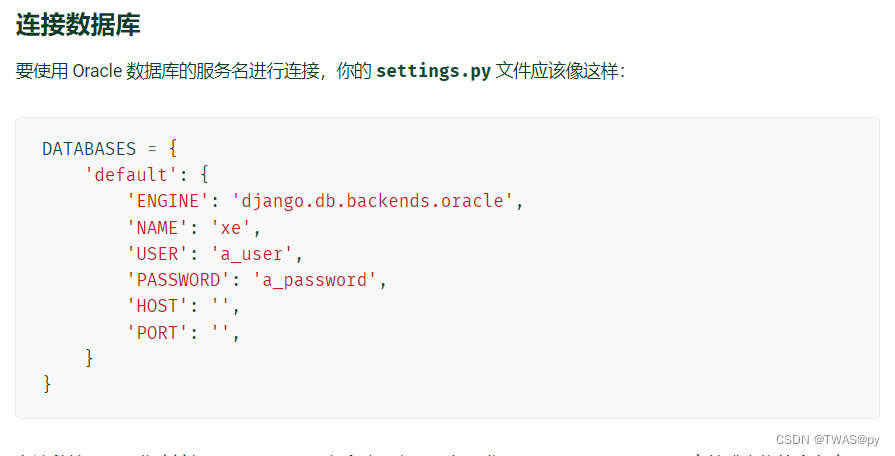 连接数据库
要使用 Oracle 数据库的服务名进行连接，你的 settings.py 文件应该像这样：
DATABASES = {
    'default': {
        'ENGINE': 'django.db.backends.oracle',
        'NAME': 'xe',
        'USER': 'a_user',
        'PASSWORD': 'a_password',
        'HOST': '',
        'PORT': '',
    }
}
CSDN @TWAS@py